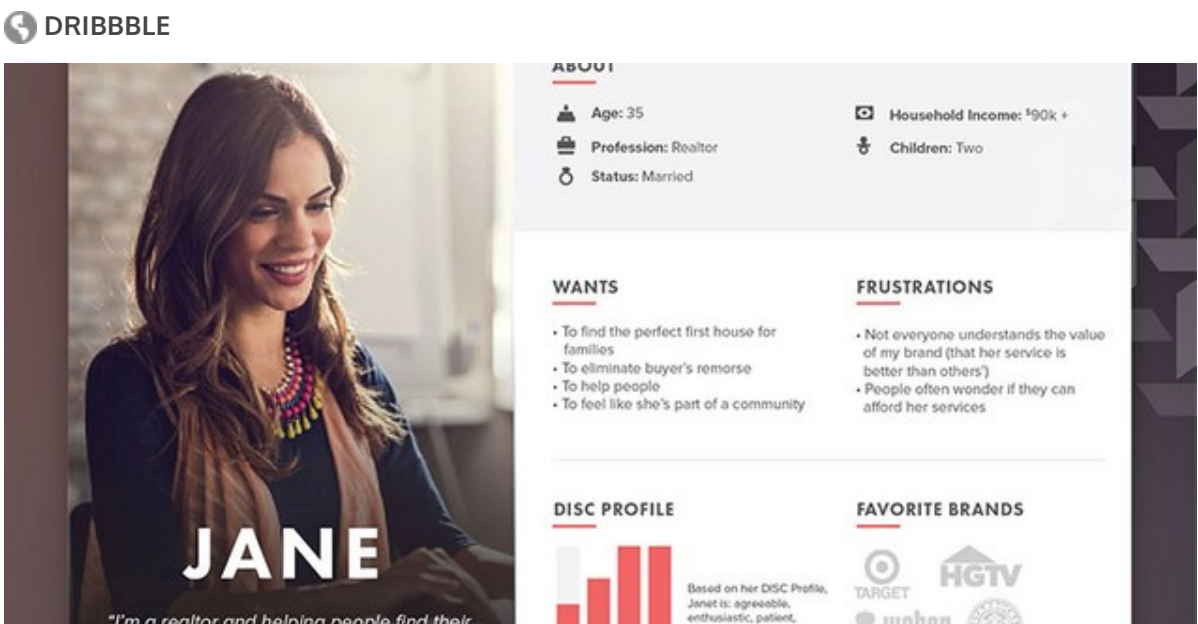 DRIBBBLE
ABOUT
Age: 35
Profession: Realtor
Status: Married
Household Income: $90k +
Children: Two
WANTS
• To find the perfect first house for
families
• To eliminate buyer's remorse
• To help people
• To feel like she's part of a community
FRUSTRATIONS
• Not everyone understands the value
of my brand (that her service is
better than others')
• People often wonder if they can
afford her services
JANE
"I'm a realtor and helping people find their
DISC PROFILE
Based on her DISC Profile,
Janet is: agreeable,
enthusiastic, patient,
FAVORITE BRANDS
TARGET
HGTV